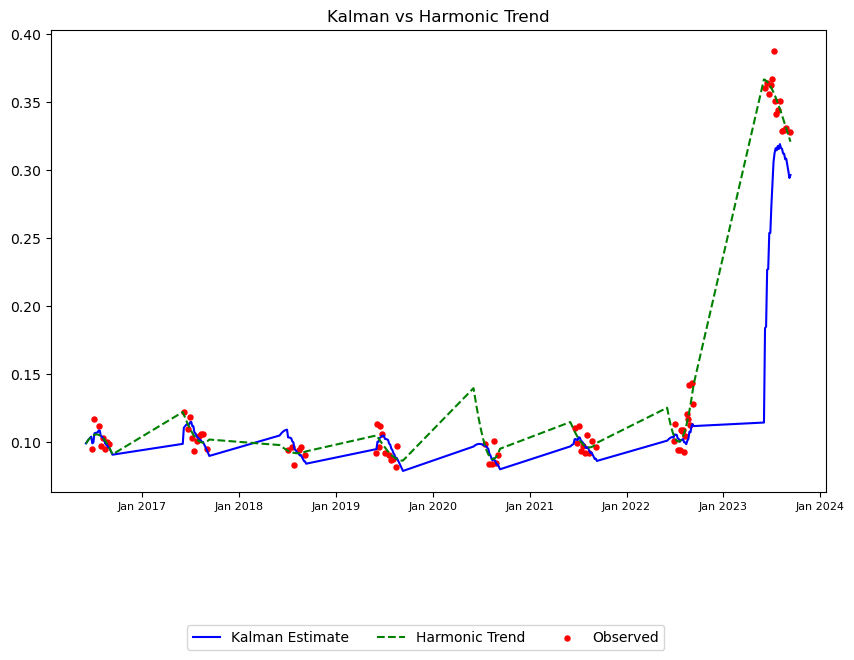 Kalman vs Harmonic Trend
0.40
0.35
0.30
0.25
0.20
0.15
0.10
Jan 2017 Jan 2018 Jan 2019 Jan 2020 Jan 2021 Jan 2022 Jan 2023 Jan 2024
Kalman Estimate Harmonic Trend Observed